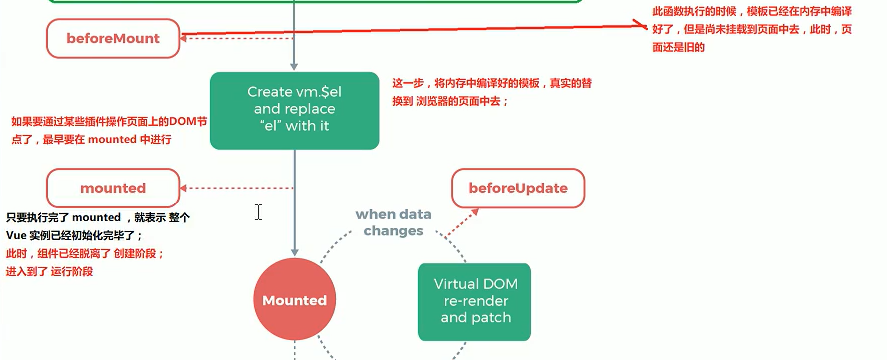 beforeMount
此函数执行的时候，模板已经在内存中编译
好了，但是尚未挂载到页面中去，此时，页
面还是旧的
Create vm.$el
and replace
“el” with it
这一步，将内存中编译好的模板，真实的替
换到 浏览器的页面中去；
如果要通过某些插件操作页面上的DOM节
点了，最早要在 mounted 中进行
mounted
beforeUpdate
只要执行完了 mounted ，就表示 整个
Vue 实例已经初始化完毕了；
此时，组件已经脱离了 创建阶段；
进入到了 运行阶段
when data
changes
Mounted
Virtual DOM
re-render
and patch